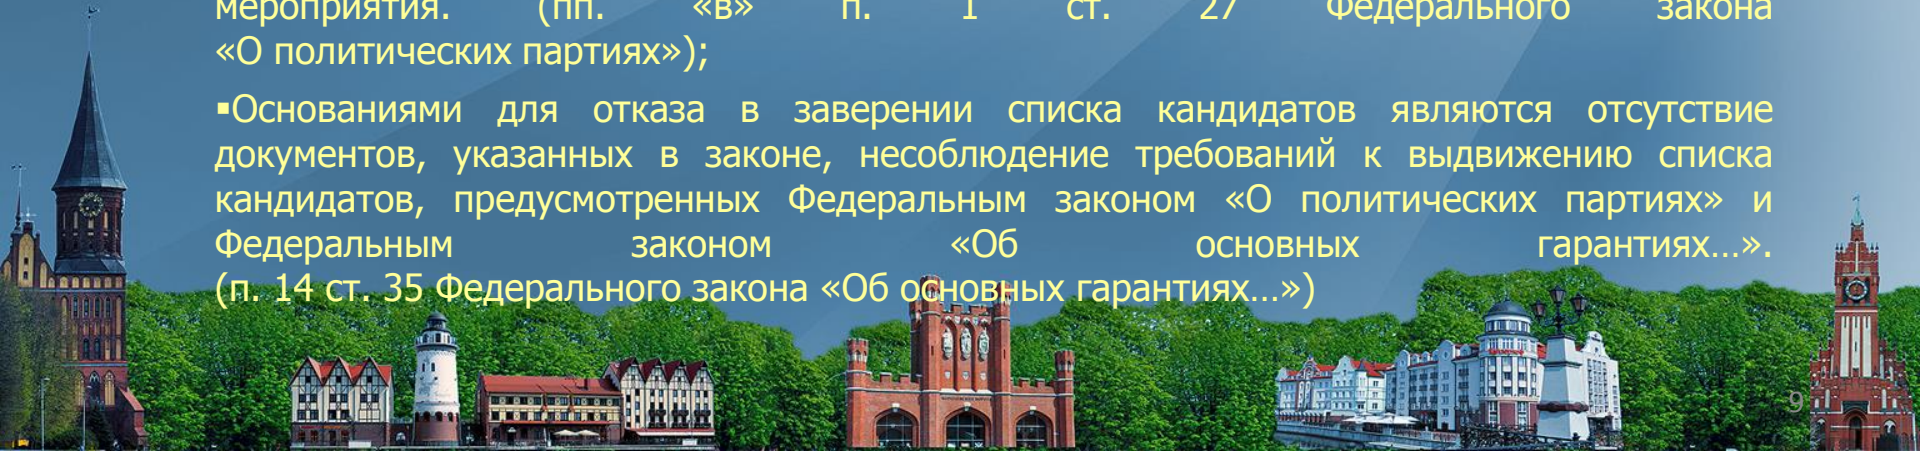 мероприятия. (пп. «в» п. 1 ст. 27 Федерального закона
«О политических партиях»);
▪Основаниями для отказа в заверении списка кандидатов являются отсутствие
документов, указанных в законе, несоблюдение требований к выдвижению списка
кандидатов, предусмотренных Федеральным законом «О политических партиях» и
Федеральным законом «Об основных гарантиях…».
(п. 14 ст. 35 Федерального закона «Об основных гарантиях…»)
9